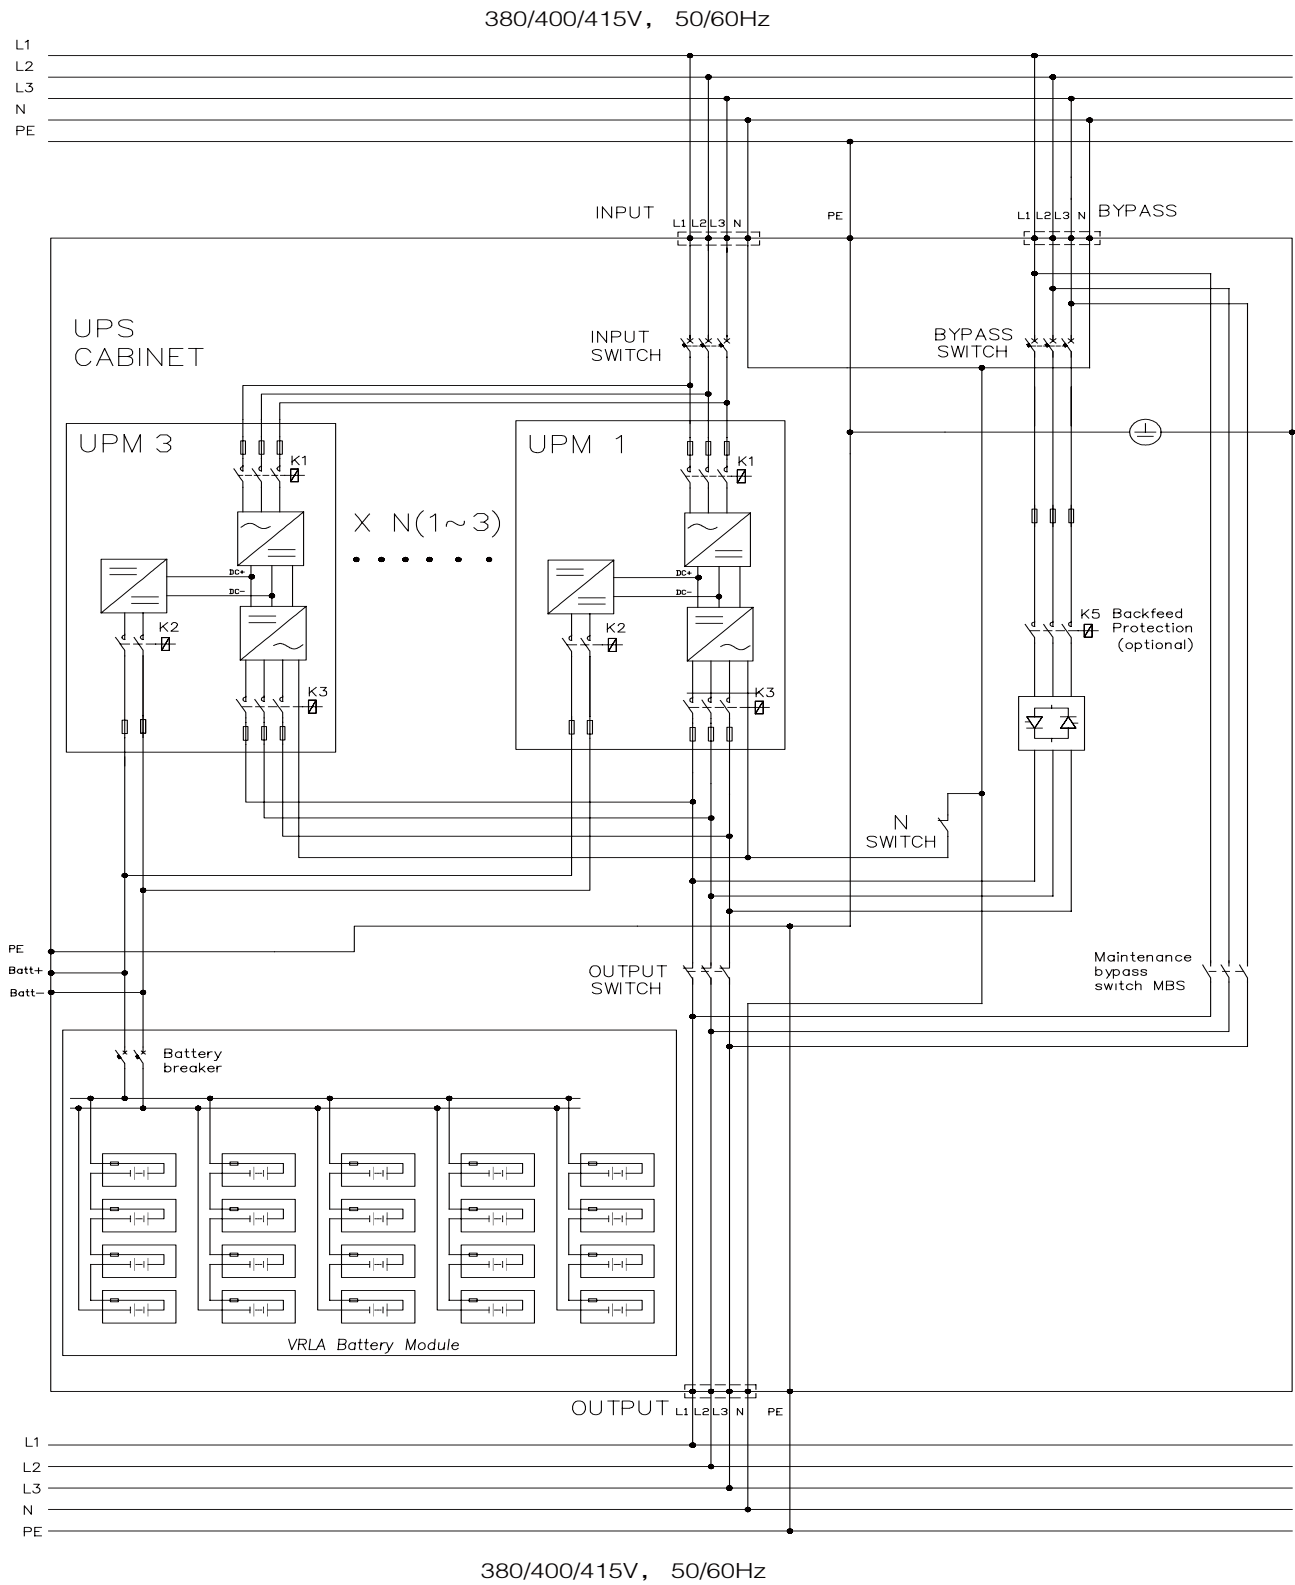 380/400/415V, 50/60Hz
L1
L2
L3
N
PE
INPUT
L1 L2 L3 N
PE
L1 L2 L3 N
BYPASS
UPS
CABINET
INPUT
SWITCH
BYPASS
SWITCH
UPM 3
K1
X N(1~3)
UPM 1
K1
DC+
DC-
K2
K3
DC+
DC-
K2
K3
K5 Backfeed
Protection
(optional)
N
SWITCH
PE
Batt+
Batt-
OUTPUT
SWITCH
Maintenance
bypass
switch MBS
Battery
breaker
VRLA Battery Module
OUTPUT
L1 L2 L3 N
PE
L1
L2
L3
N
PE
380/400/415V, 50/60Hz